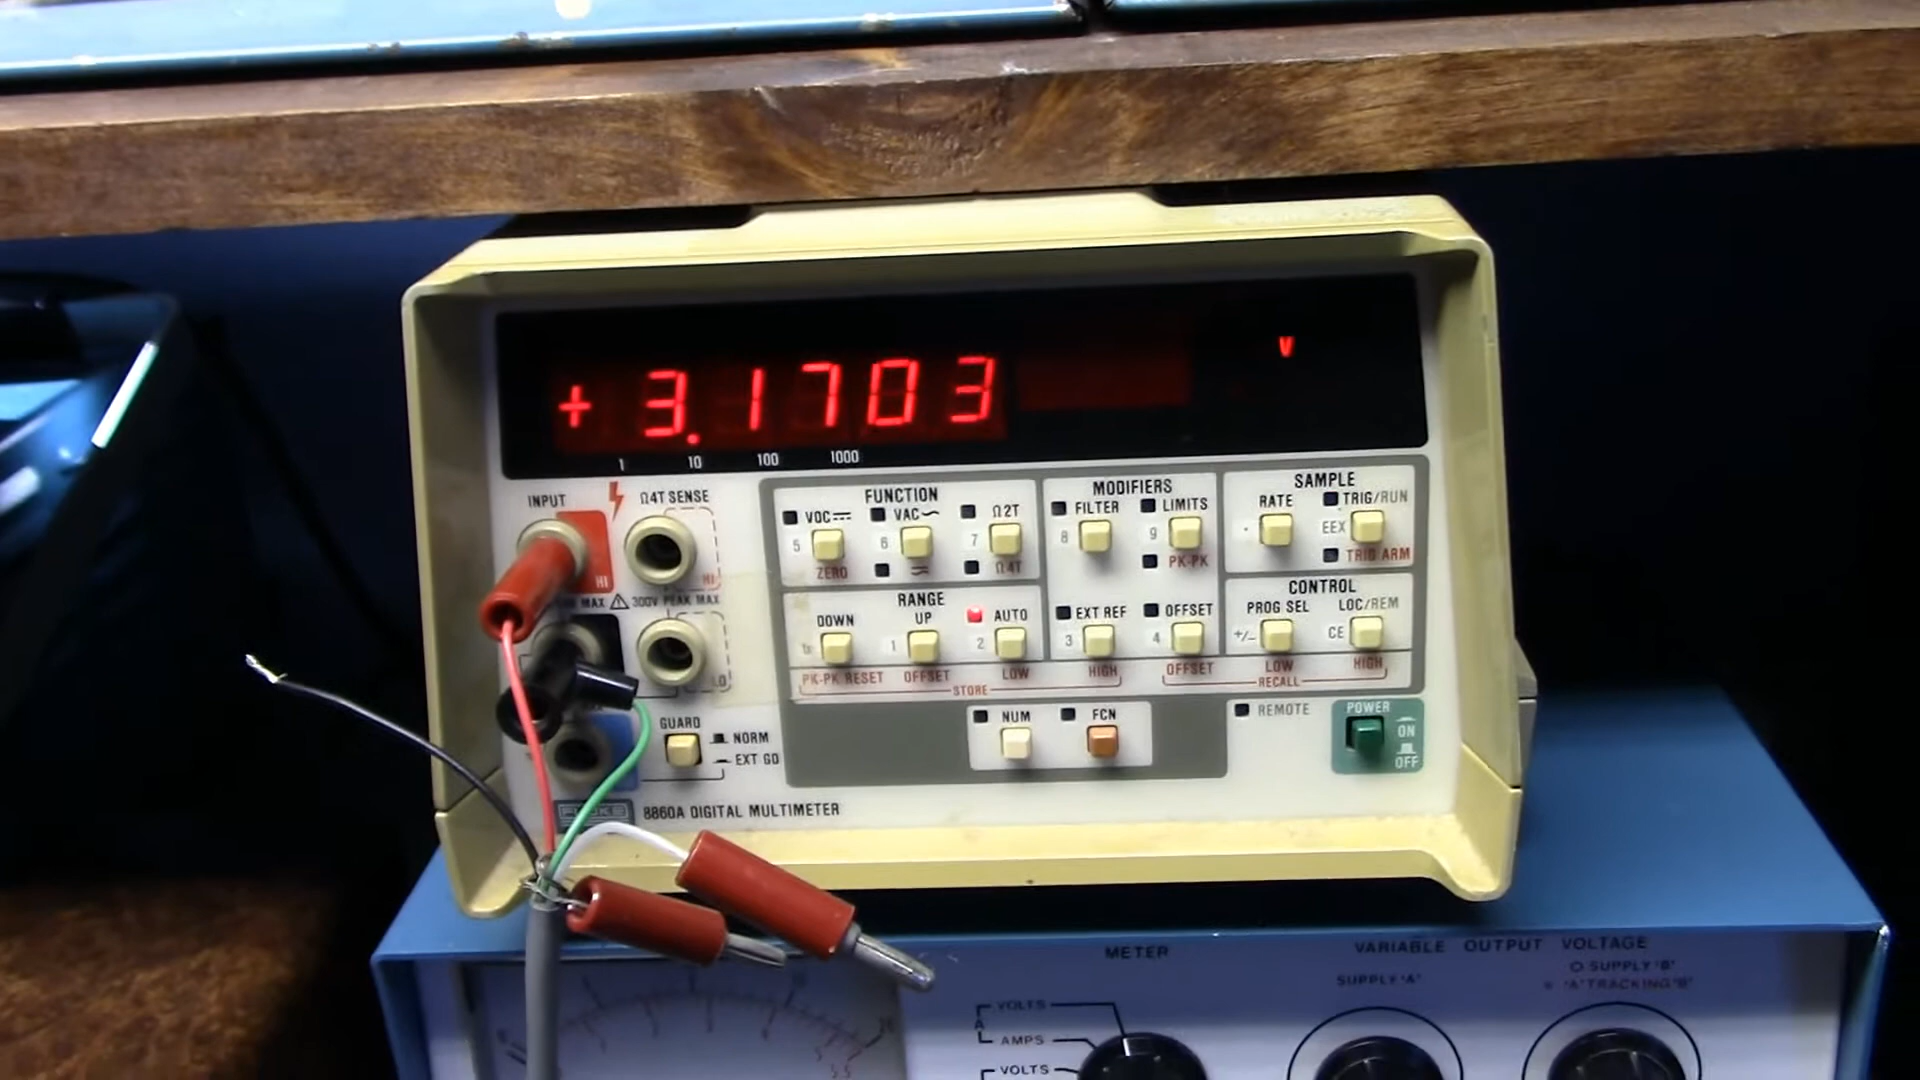 + 3.1703 V
1 10 100 1000
INPUT
Ω4T SENSE
HI
HI
MAX
300V PEAK MAX
LO
GUARD
NORM
EXT GD
FLUKE
8860A DIGITAL MULTIMETER
FUNCTION
VDC
VAC
Ω2T
5
6
7
ZERO
Ω4T
RANGE
DOWN
UP
AUTO
1
2
PK-PK RESET
OFFSET
LOW
HIGH
STORE
MODIFIERS
FILTER
LIMITS
8
9
PK-PK
EXT REF
OFFSET
3
4
OFFSET
LOW
HIGH
RECALL
SAMPLE
RATE
TRIG/RUN
EEX
TRIG ARM
CONTROL
PROG SEL
LOC/REM
+/-
CE
NUM
FCN
REMOTE
POWER
ON
OFF
METER
VOLTS
A
AMPS
VOLTS
VARIABLE OUTPUT VOLTAGE
SUPPLY 'A'
SUPPLY 'B'
'A' TRACKING 'B'